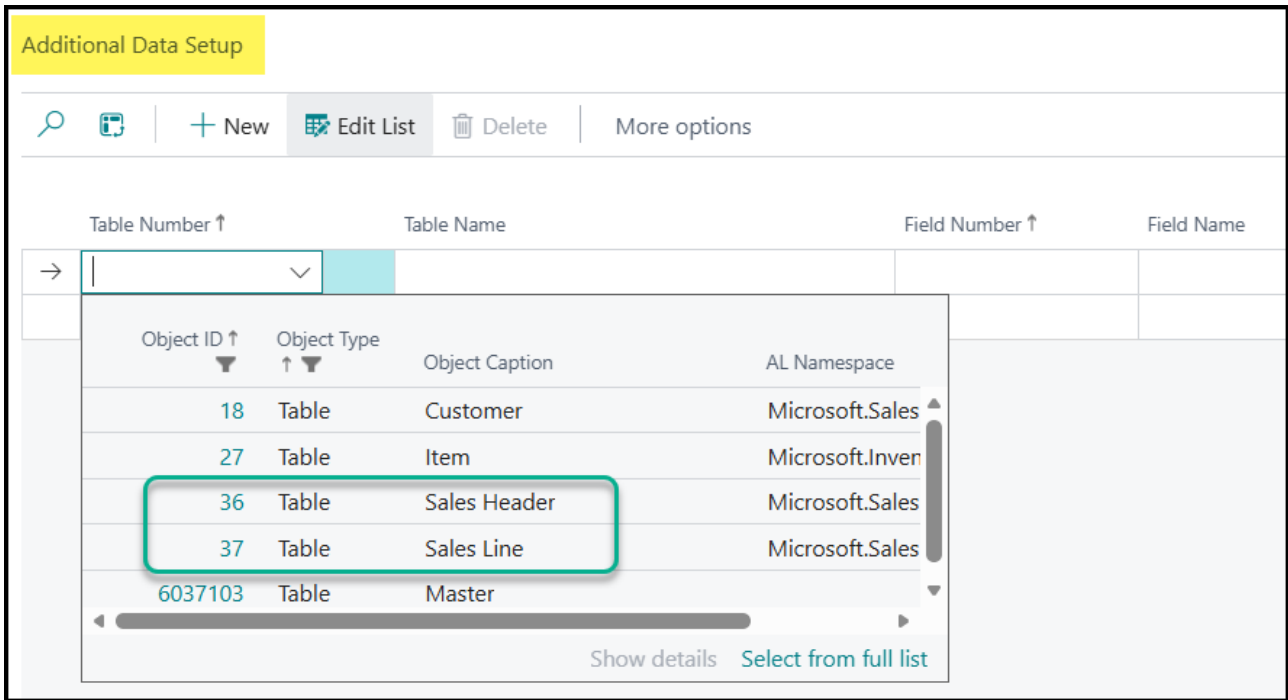 Additional Data Setup
New Edit List Delete More options
Table Number Table Name Field Number Field Name
Object ID Object Type Object Caption AL Namespace
18 Table Customer Microsoft.Sales
27 Table Item Microsoft.Inven
36 Table Sales Header Microsoft.Sales
37 Table Sales Line Microsoft.Sales
6037103 Table Master
Show details Select from full list